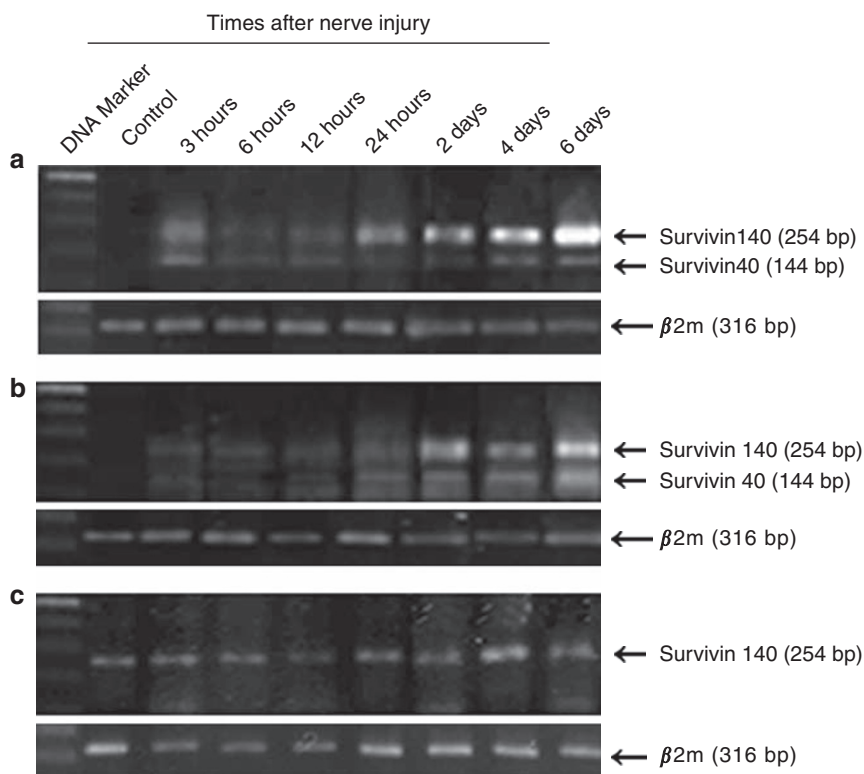 Times after nerve injury
DNA Marker Control 3 hours 6 hours 12 hours 24 hours 2 days 4 days 6 days
a
Survivin140 (254 bp)
Survivin40 (144 bp)
β2m (316 bp)
b
Survivin 140 (254 bp)
Survivin 40 (144 bp)
β2m (316 bp)
c
Survivin 140 (254 bp)
β2m (316 bp)